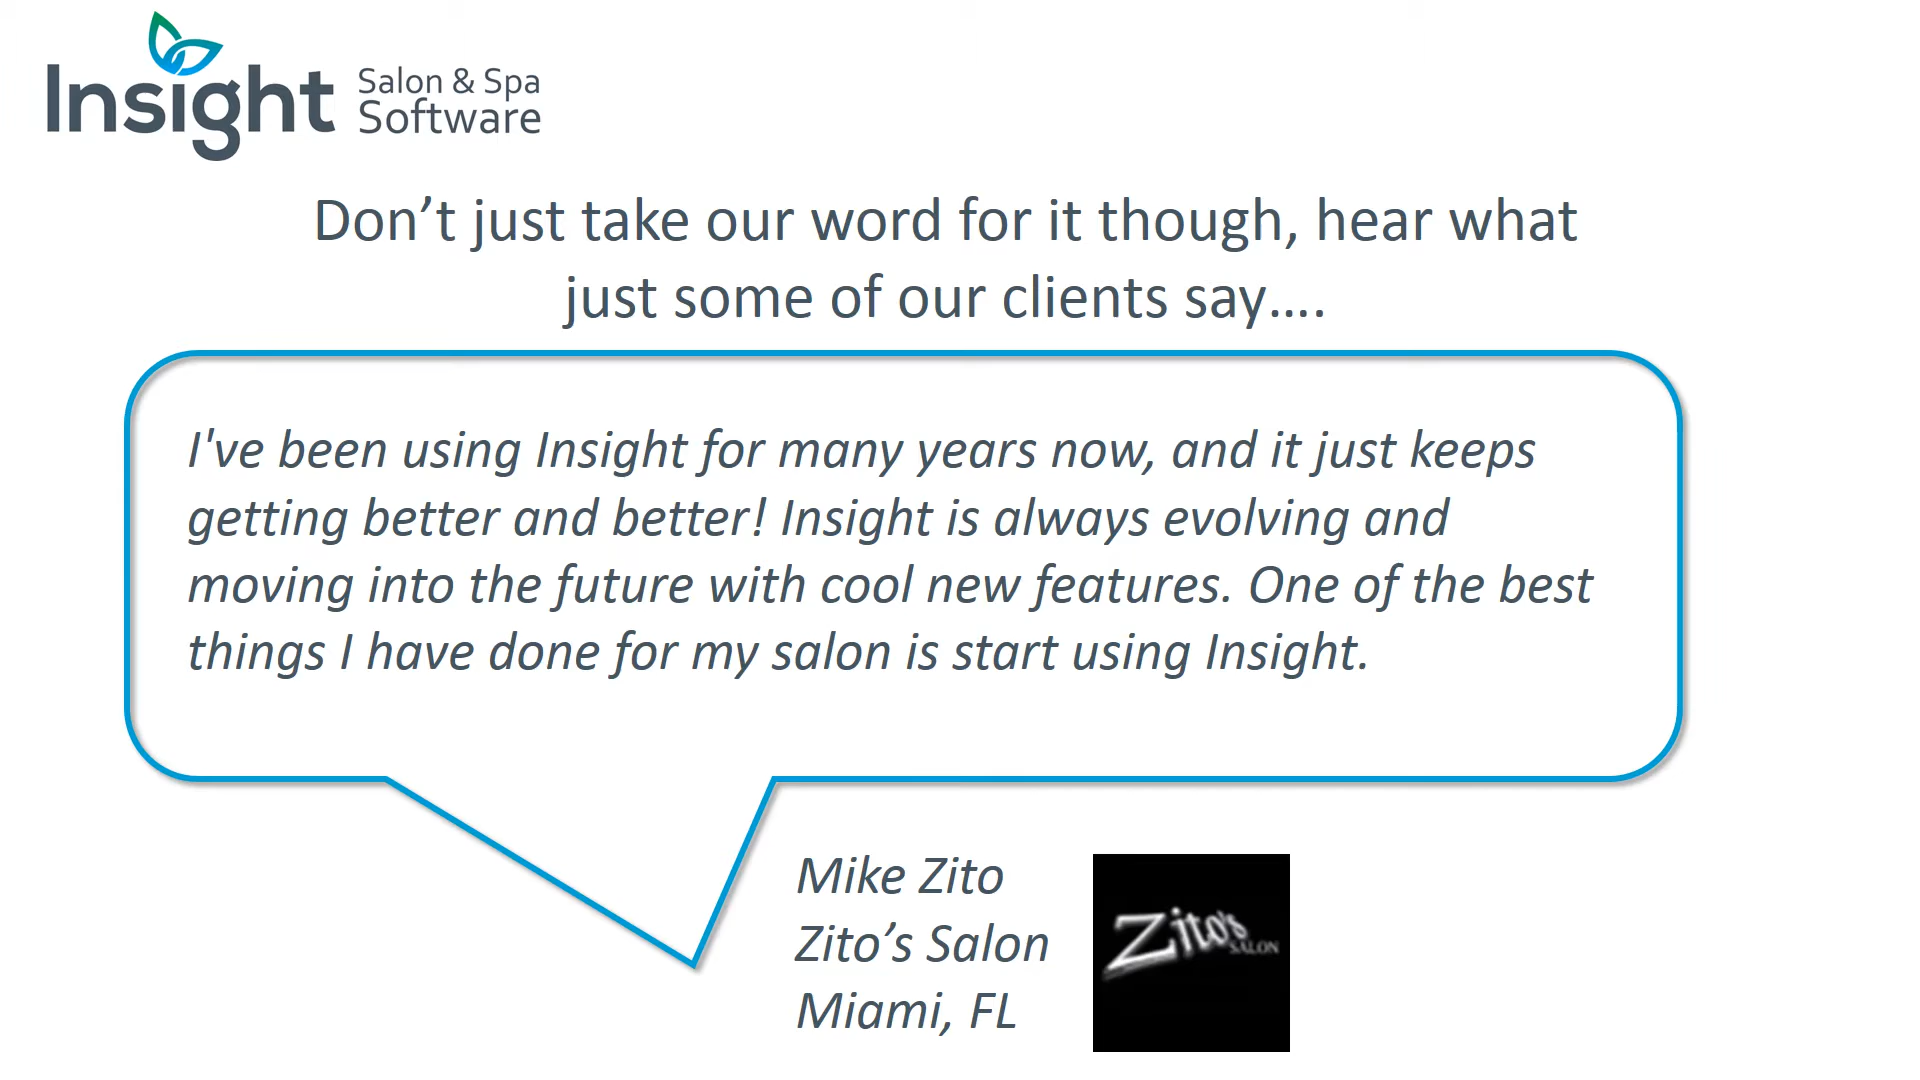 Insight Salon & Spa
Software
Don’t just take our word for it though, hear what
just some of our clients say....
I've been using Insight for many years now, and it just keeps
getting better and better! Insight is always evolving and
moving into the future with cool new features. One of the best
things I have done for my salon is start using Insight.
Mike Zito
Zito’s Salon
Miami, FL
Zito's SALON